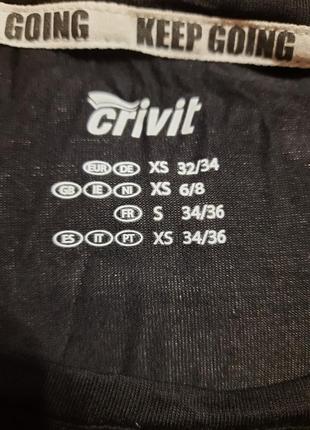 GOING KEEP GOING
crivit
EUR DE XS 32/34
GB IE NI XS 6/8
FR S 34/36
ES IT PT XS 34/36